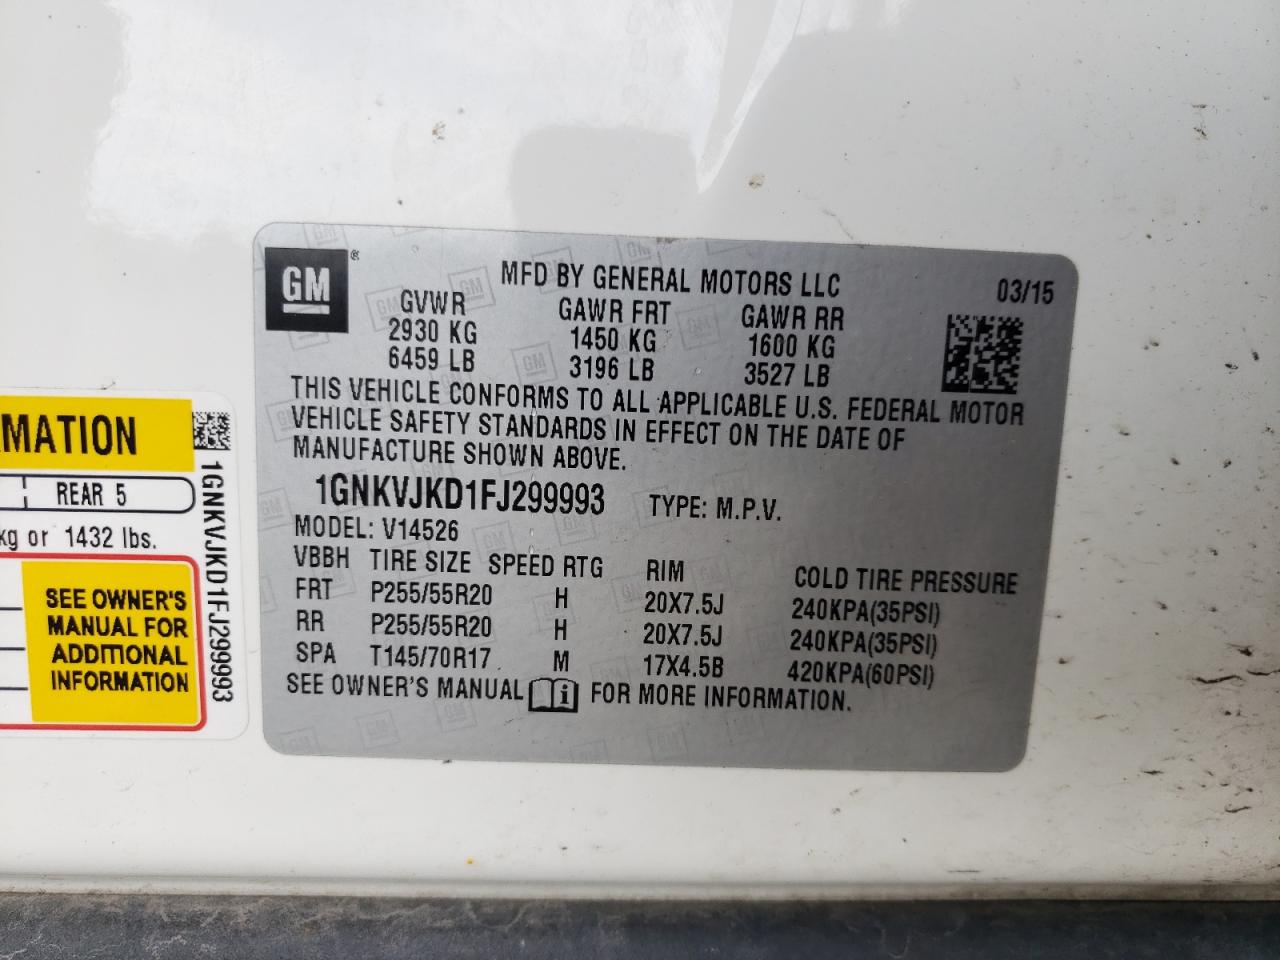 GM ®
MFD BY GENERAL MOTORS LLC 03/15
GVWR GAWR FRT GAWR RR
2930 KG 1450 KG 1600 KG
6459 LB 3196 LB 3527 LB
THIS VEHICLE CONFORMS TO ALL APPLICABLE U.S. FEDERAL MOTOR
VEHICLE SAFETY STANDARDS IN EFFECT ON THE DATE OF
MANUFACTURE SHOWN ABOVE.
1GNKVJKD1FJ299993 TYPE: M.P.V.
MODEL: V14526
VBBH TIRE SIZE SPEED RTG RIM COLD TIRE PRESSURE
FRT P255/55R20 H 20X7.5J 240KPA(35PSI)
RR P255/55R20 H 20X7.5J 240KPA(35PSI)
SPA T145/70R17 M 17X4.5B 420KPA(60PSI)
SEE OWNER'S MANUAL i FOR MORE INFORMATION.
MATION
REAR 5
kg or 1432 lbs.
SEE OWNER'S
MANUAL FOR
ADDITIONAL
INFORMATION
1GNKVJKD1FJ299993